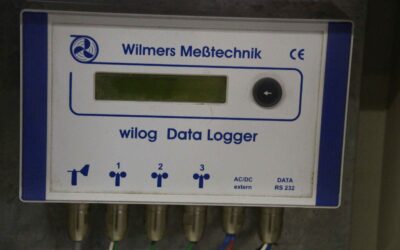 Wilmers Meßtechnik CE
wilog Data Logger
1 2 3 AC/DC DATA
extern RS 232